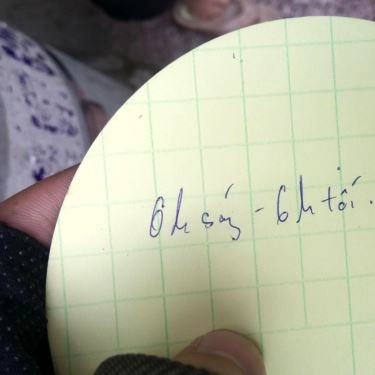 6h sáng - 6h tối.